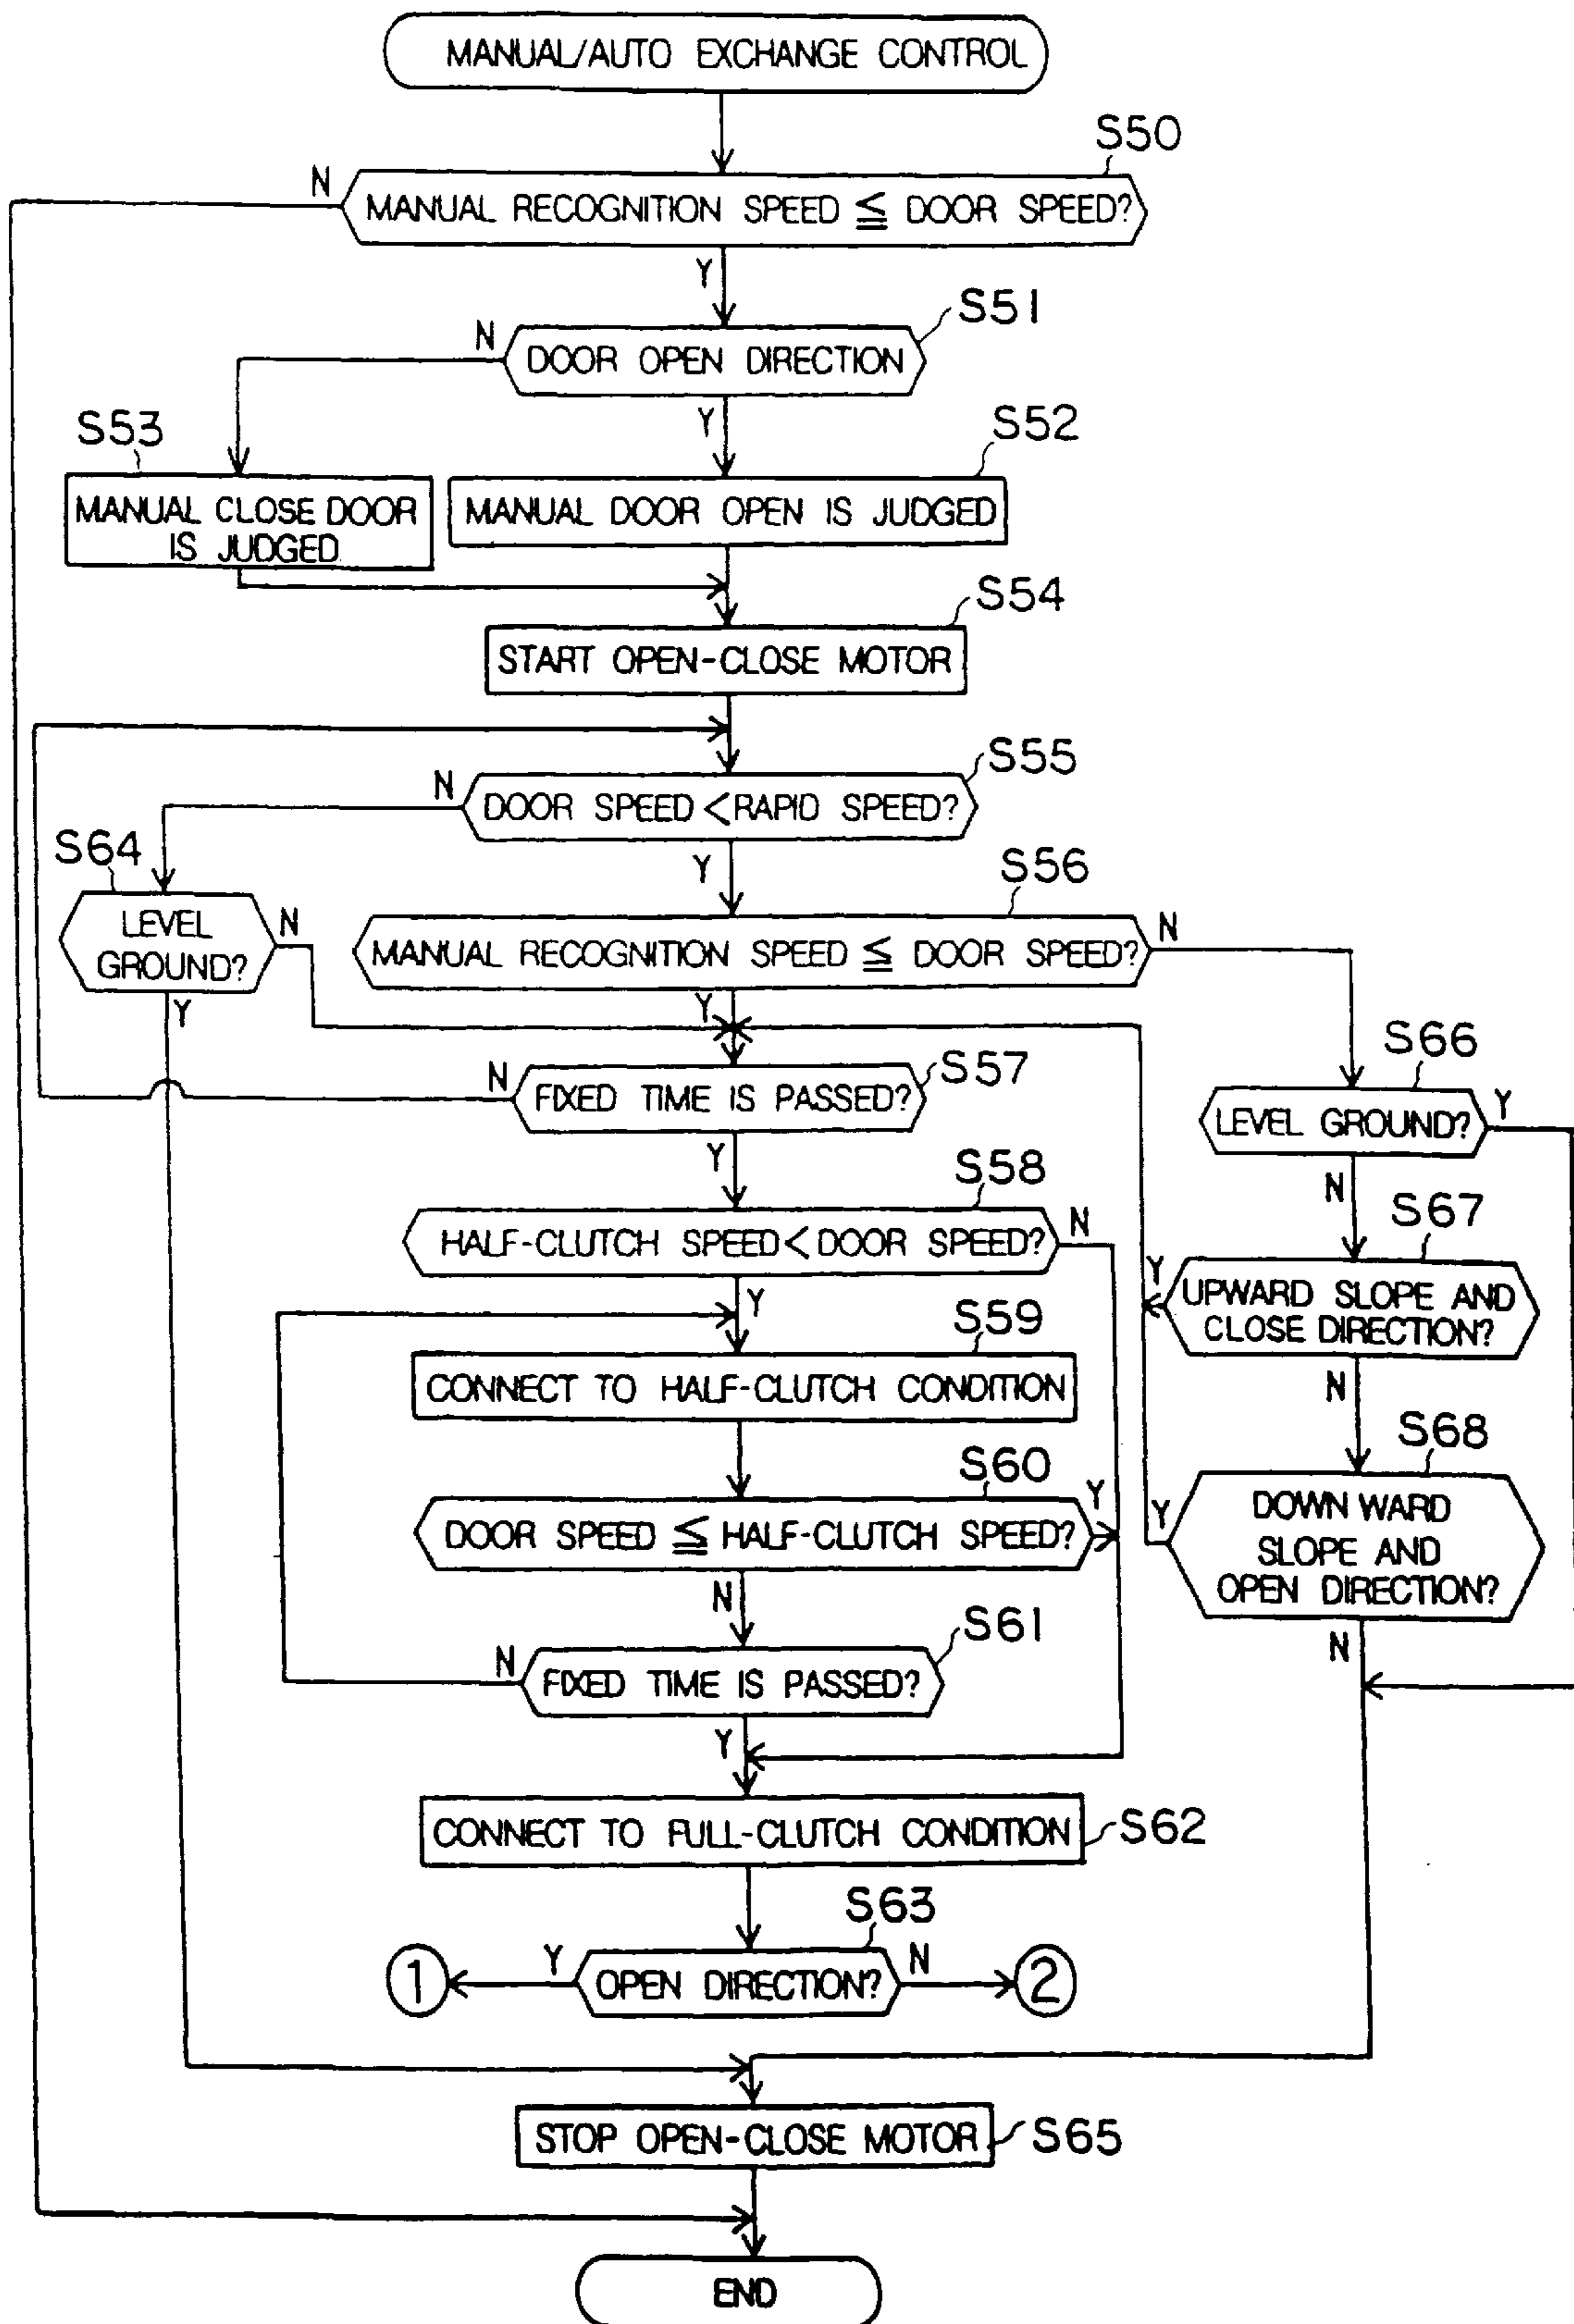 MANUAL/AUTO EXCHANGE CONTROL
S50
N
MANUAL RECOGNITION SPEED ≦ DOOR SPEED?
Y
S51
N
DOOR OPEN DIRECTION
Y
S53
S52
MANUAL CLOSE DOOR
IS JUDGED
MANUAL DOOR OPEN IS JUDGED
S54
START OPEN-CLOSE MOTOR
S55
N
DOOR SPEED < RAPID SPEED?
Y
S64
LEVEL
GROUND?
N
Y
S56
MANUAL RECOGNITION SPEED ≦ DOOR SPEED?
N
Y
S57
N
FIXED TIME IS PASSED?
Y
S66
LEVEL GROUND?
Y
N
S58
HALF-CLUTCH SPEED < DOOR SPEED?
N
Y
S67
Y
UPWARD SLOPE AND
CLOSE DIRECTION?
N
S59
CONNECT TO HALF-CLUTCH CONDITION
S60
DOOR SPEED ≦ HALF-CLUTCH SPEED?
Y
N
S68
Y
DOWN WARD
SLOPE AND
OPEN DIRECTION?
N
S61
N
FIXED TIME IS PASSED?
Y
CONNECT TO FULL-CLUTCH CONDITION
S62
S63
1
Y
OPEN DIRECTION?
N
2
STOP OPEN-CLOSE MOTOR
S65
END